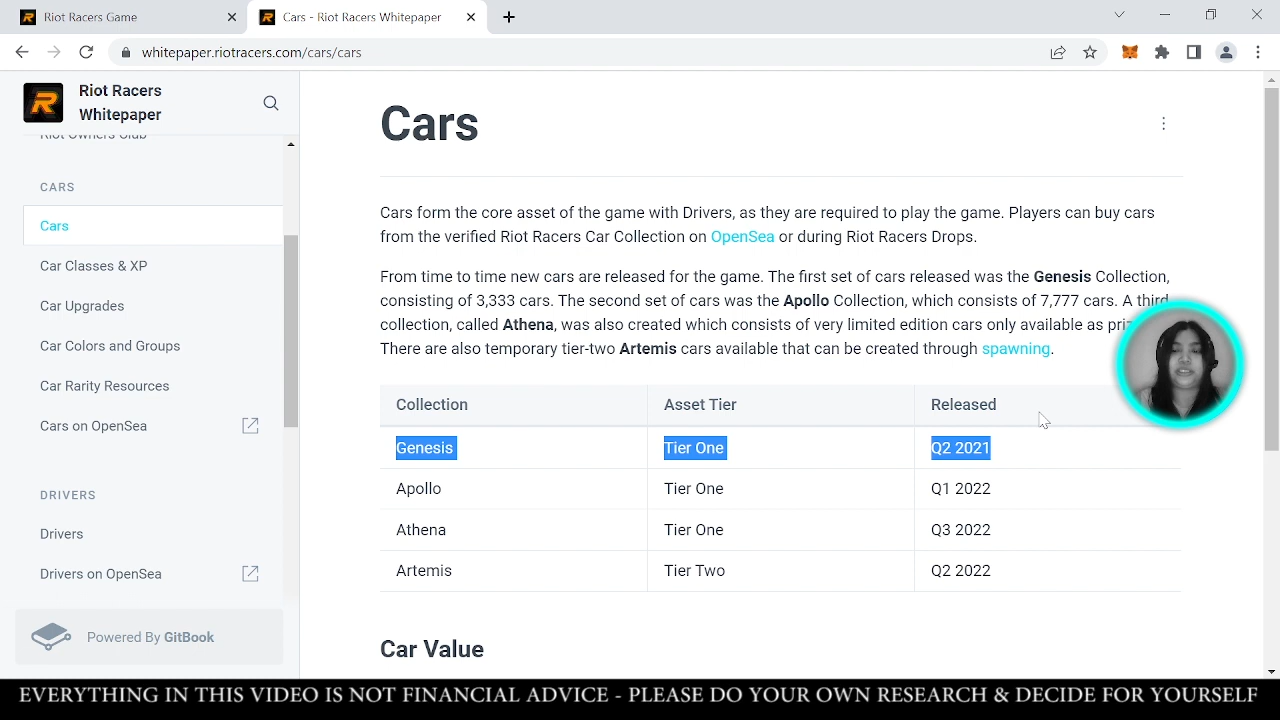 Riot Racers Game
Cars - Riot Racers Whitepaper
whitepaper.riotracers.com/cars/cars
Riot Racers
Whitepaper
Riot Owners Club
CARS
Cars
Car Classes & XP
Car Upgrades
Car Colors and Groups
Car Rarity Resources
Cars on OpenSea
DRIVERS
Drivers
Drivers on OpenSea
Powered By GitBook
Cars
Cars form the core asset of the game with Drivers, as they are required to play the game. Players can buy cars
from the verified Riot Racers Car Collection on OpenSea or during Riot Racers Drops.
From time to time new cars are released for the game. The first set of cars released was the Genesis Collection,
consisting of 3,333 cars. The second set of cars was the Apollo Collection, which consists of 7,777 cars. A third
collection, called Athena, was also created which consists of very limited edition cars only available as
There are also temporary tier-two Artemis cars available that can be created through spawning.
Collection Asset Tier Released
Genesis Tier One Q2 2021
Apollo Tier One Q1 2022
Athena Tier One Q3 2022
Artemis Tier Two Q2 2022
Car Value
EVERYTHING IN THIS VIDEO IS NOT FINANCIAL ADVICE - PLEASE DO YOUR OWN RESEARCH & DECIDE FOR YOURSELF